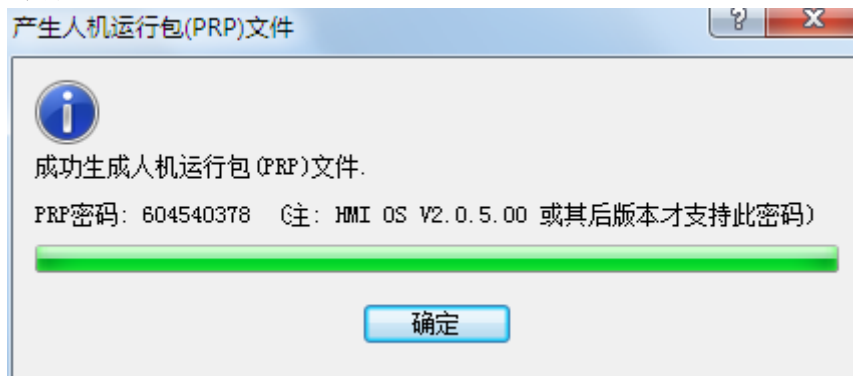 产生人机运行包(PRP)文件
成功生成人机运行包(PRP)文件.
PRP密码: 604540378 (注: HMI OS V2.0.5.00 或其后版本才支持此密码)
确定